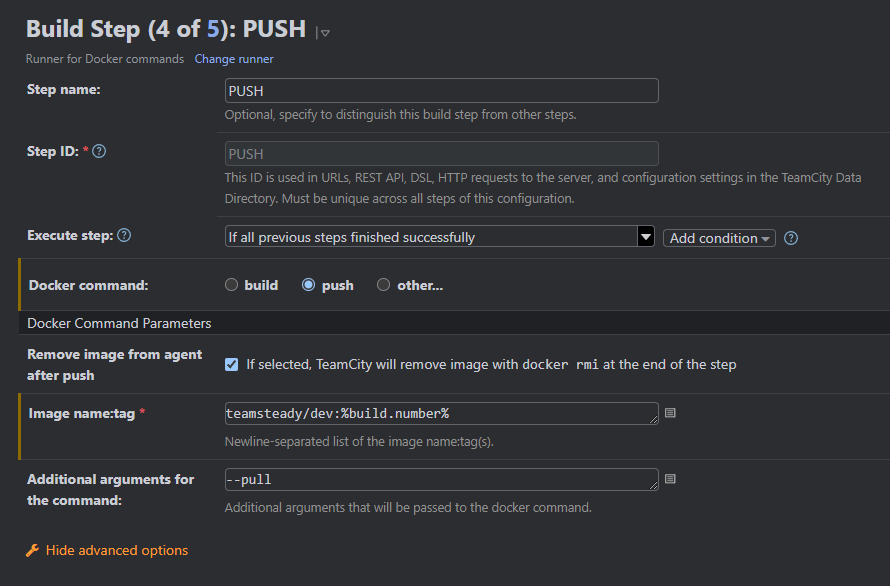 Build Step (4 of 5): PUSH
Runner for Docker commands Change runner
Step name: PUSH
Optional, specify to distinguish this build step from other steps.
Step ID: * PUSH
This ID is used in URLs, REST API, DSL, HTTP requests to the server, and configuration settings in the TeamCity Data
Directory. Must be unique across all steps of this configuration.
Execute step: If all previous steps finished successfully Add condition
Docker command: build push other...
Docker Command Parameters
Remove image from agent
after push
If selected, TeamCity will remove image with docker rmi at the end of the step
Image name:tag * teamsteady/dev:%build.number%
Newline-separated list of the image name:tag(s).
Additional arguments for
the command:
--pull
Additional arguments that will be passed to the docker command.
Hide advanced options